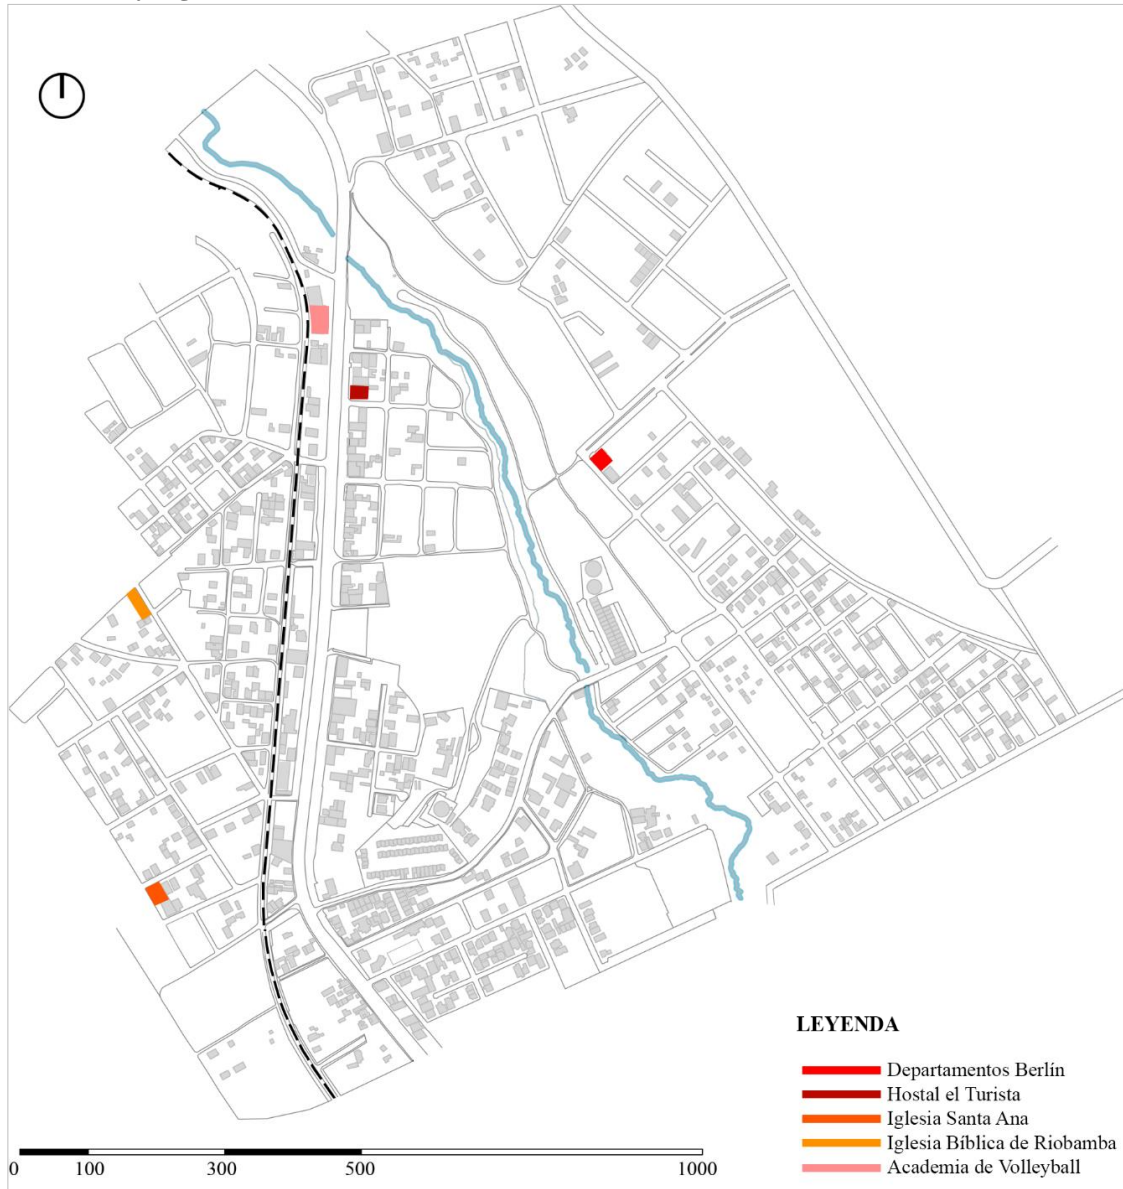 LEYENDA
Departamentos Berlín
Hostal el Turista
Iglesia Santa Ana
Iglesia Bíblica de Riobamba
Academia de Volleyball
0 100 300 500 1000